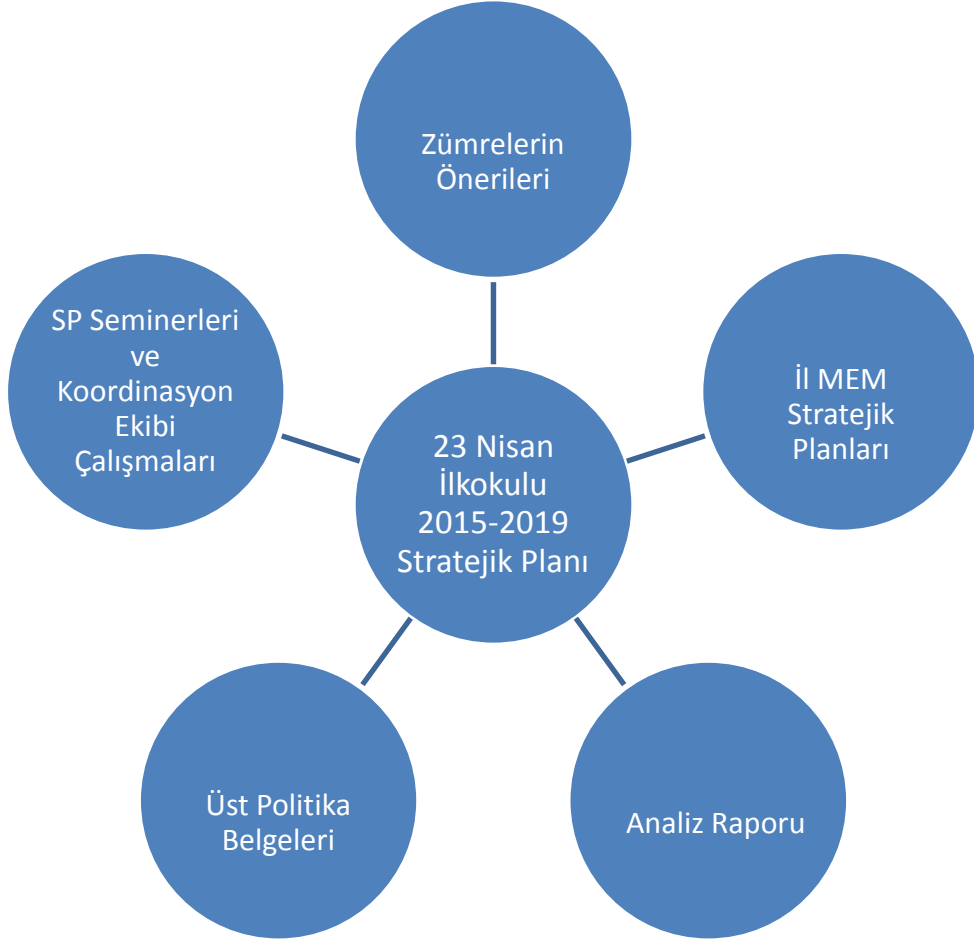 Zümrelerin
Önerileri
SP Seminerleri
ve
Koordinasyon
Ekibi
Çalışmaları
İl MEM
Stratejik
Planları
23 Nisan
İlkokulu
2015-2019
Stratejik Planı
Üst Politika
Belgeleri
Analiz Raporu